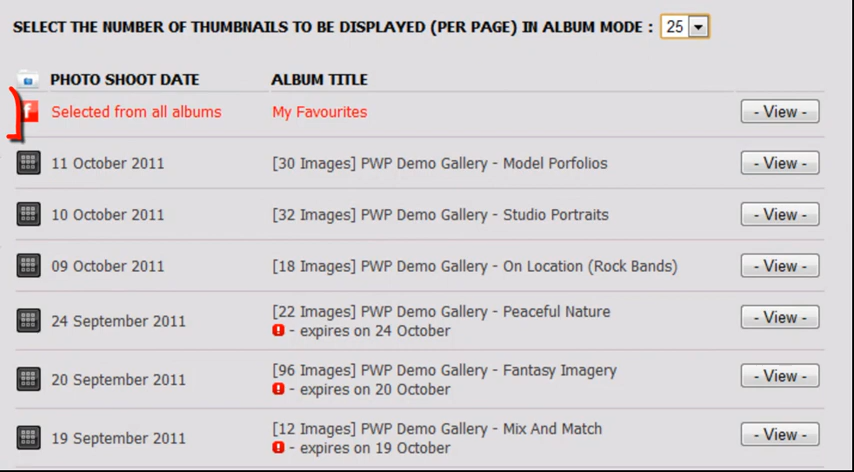 SELECT THE NUMBER OF THUMBNAILS TO BE DISPLAYED (PER PAGE) IN ALBUM MODE : 25
PHOTO SHOOT DATE ALBUM TITLE
f Selected from all albums My Favourites - View -
11 October 2011 [30 Images] PWP Demo Gallery - Model Porfolios - View -
10 October 2011 [32 Images] PWP Demo Gallery - Studio Portraits - View -
09 October 2011 [18 Images] PWP Demo Gallery - On Location (Rock Bands) - View -
24 September 2011 [22 Images] PWP Demo Gallery - Peaceful Nature - View -
! - expires on 24 October
20 September 2011 [96 Images] PWP Demo Gallery - Fantasy Imagery - View -
! - expires on 20 October
19 September 2011 [12 Images] PWP Demo Gallery - Mix And Match - View -
! - expires on 19 October